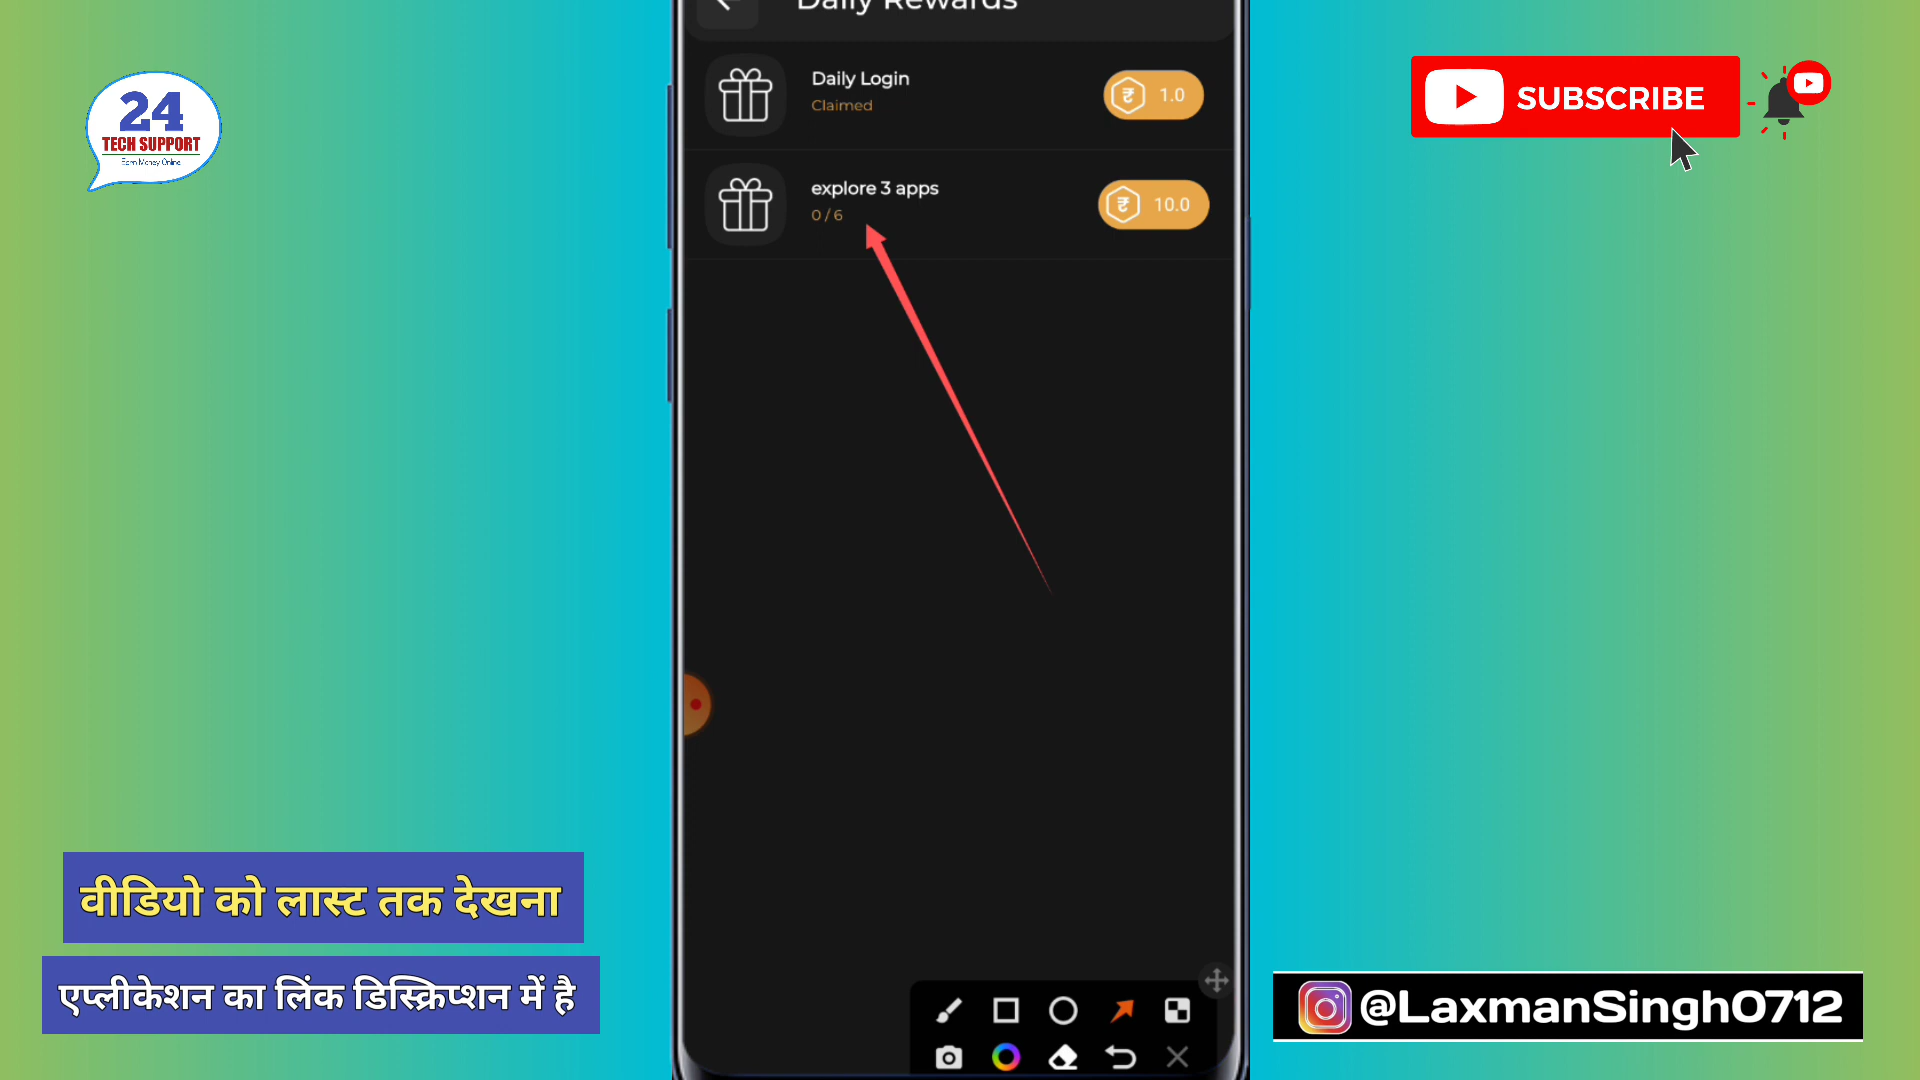 Daily Rewards
24
TECH SUPPORT
Earn Money Online
Daily Login
Claimed
1.0
explore 3 apps
0 / 6
10.0
SUBSCRIBE
वीडियो को लास्ट तक देखना
एप्लीकेशन का लिंक डिस्क्रिप्शन में है
@LaxmanSingh0712